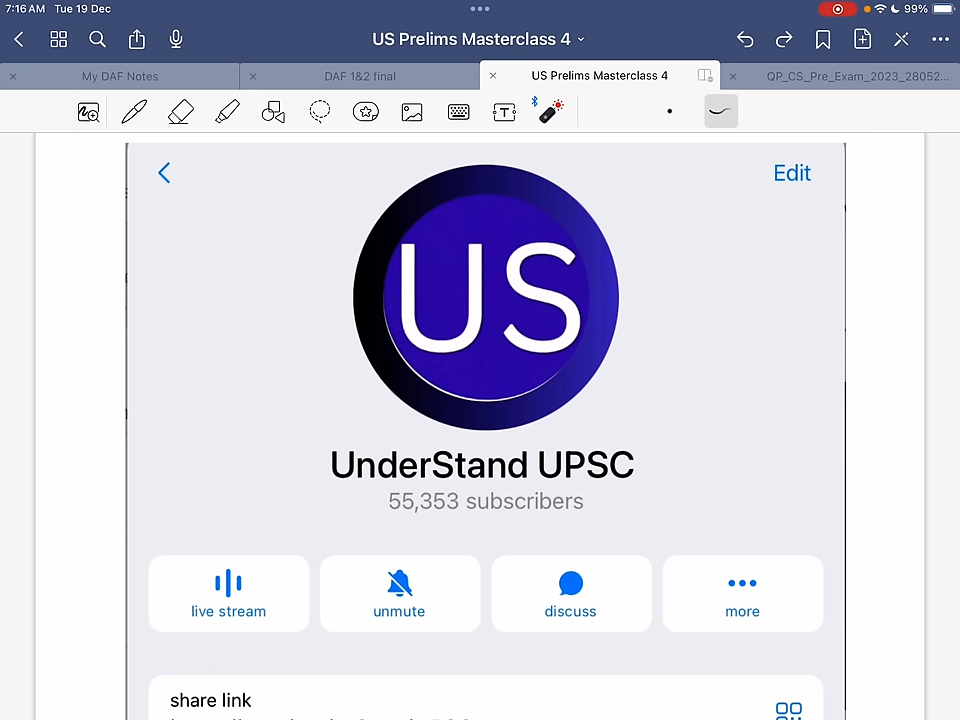 7:16 AM Tue 19 Dec
99%
US Prelims Masterclass 4
My DAF Notes
DAF 1&2 final
US Prelims Masterclass 4
QP_CS_Pre_Exam_2023_28052...
T
Edit
US
UnderStand UPSC
55,353 subscribers
live stream
unmute
discuss
more
share link